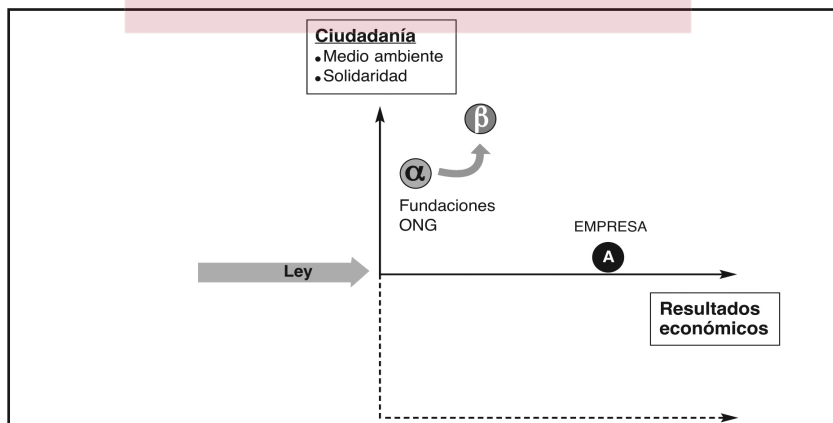 Ciudadanía
• Medio ambiente
• Solidaridad
β
α
Fundaciones
ONG
EMPRESA
A
Ley
Resultados
económicos